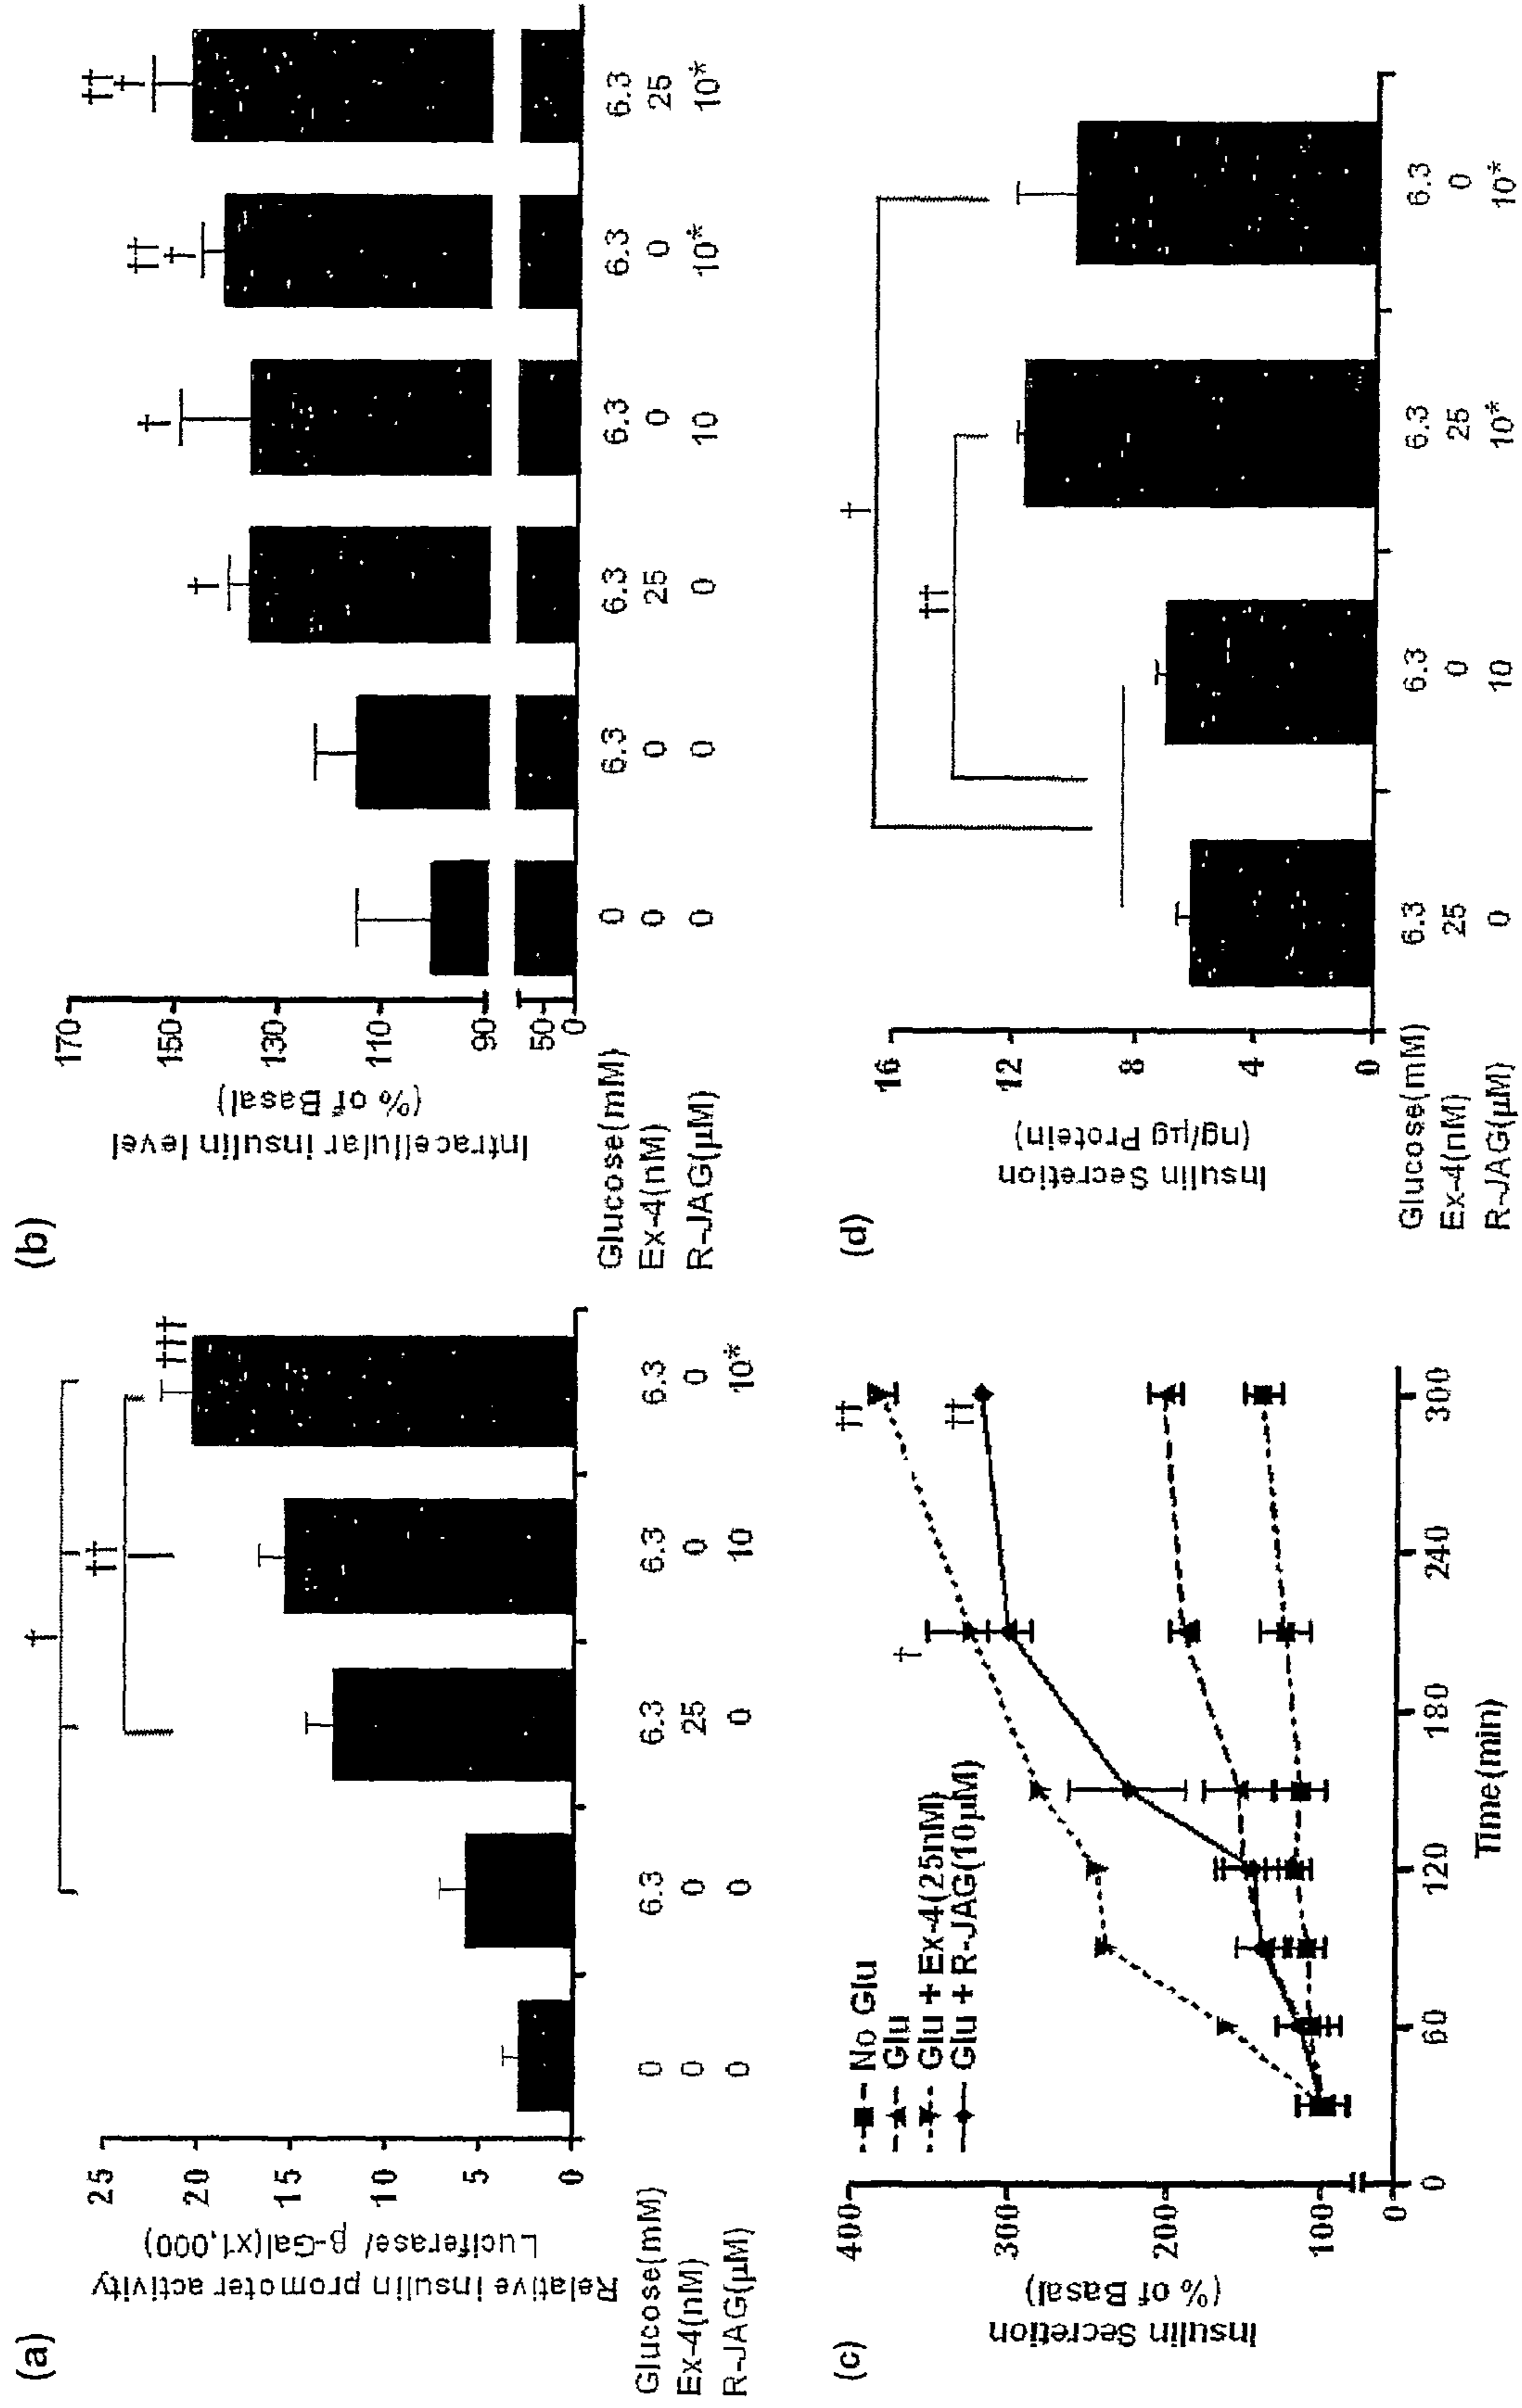 (a)
Relative insulin promoter activity
Luciferase/ β-Gal(x1,000)
25
20
15
10
5
0
†
††
†††
Glucose(mM) 0 6.3 6.3 6.3 6.3
Ex-4(nM) 0 0 25 0 0
R-JAG(μM) 0 0 0 10 10*
(b)
Intracellular insulin level
(% of Basal)
170
150
130
110
90
50
0
†
†
††
†
††
†
Glucose(mM) 0 6.3 6.3 6.3 6.3 6.3
Ex-4(nM) 0 0 25 0 0 25
R-JAG(μM) 0 0 0 10 10* 10*
(c)
Insulin Secretion
(% of Basal)
400
300
200
100
0
No Glu
Glu
Glu + Ex-4(25nM)
Glu + R-JAG(10μM)
†
††
††
0 60 120 180 240 300
Time(min)
(d)
Insulin Secretion
(ng/μg Protein)
16
12
8
4
0
†
††
Glucose(mM) 6.3 6.3 6.3 6.3
Ex-4(nM) 25 0 25 0
R-JAG(μM) 0 10 10* 10*